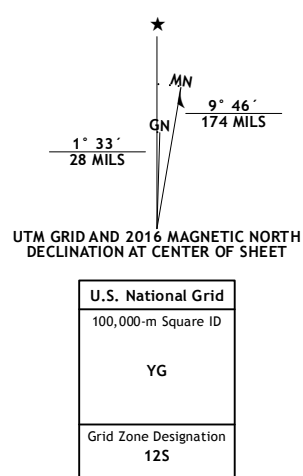 ★
MN
GN
9° 46´
174 MILS
1° 33´
28 MILS
UTM GRID AND 2016 MAGNETIC NORTH
DECLINATION AT CENTER OF SHEET
U.S. National Grid
100,000-m Square ID
YG
Grid Zone Designation
12S